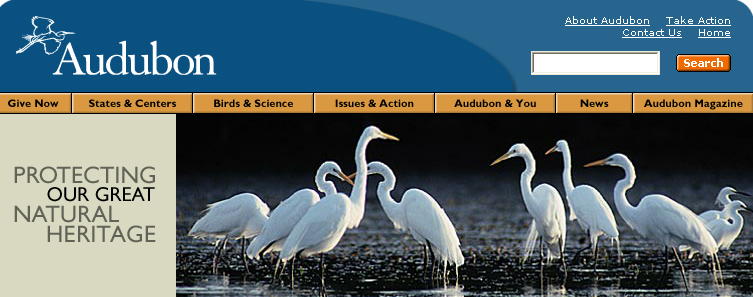 About Audubon Take Action
Contact Us Home
Audubon
Search
Give Now States & Centers Birds & Science Issues & Action Audubon & You News Audubon Magazine
PROTECTING
OUR GREAT
NATURAL
HERITAGE